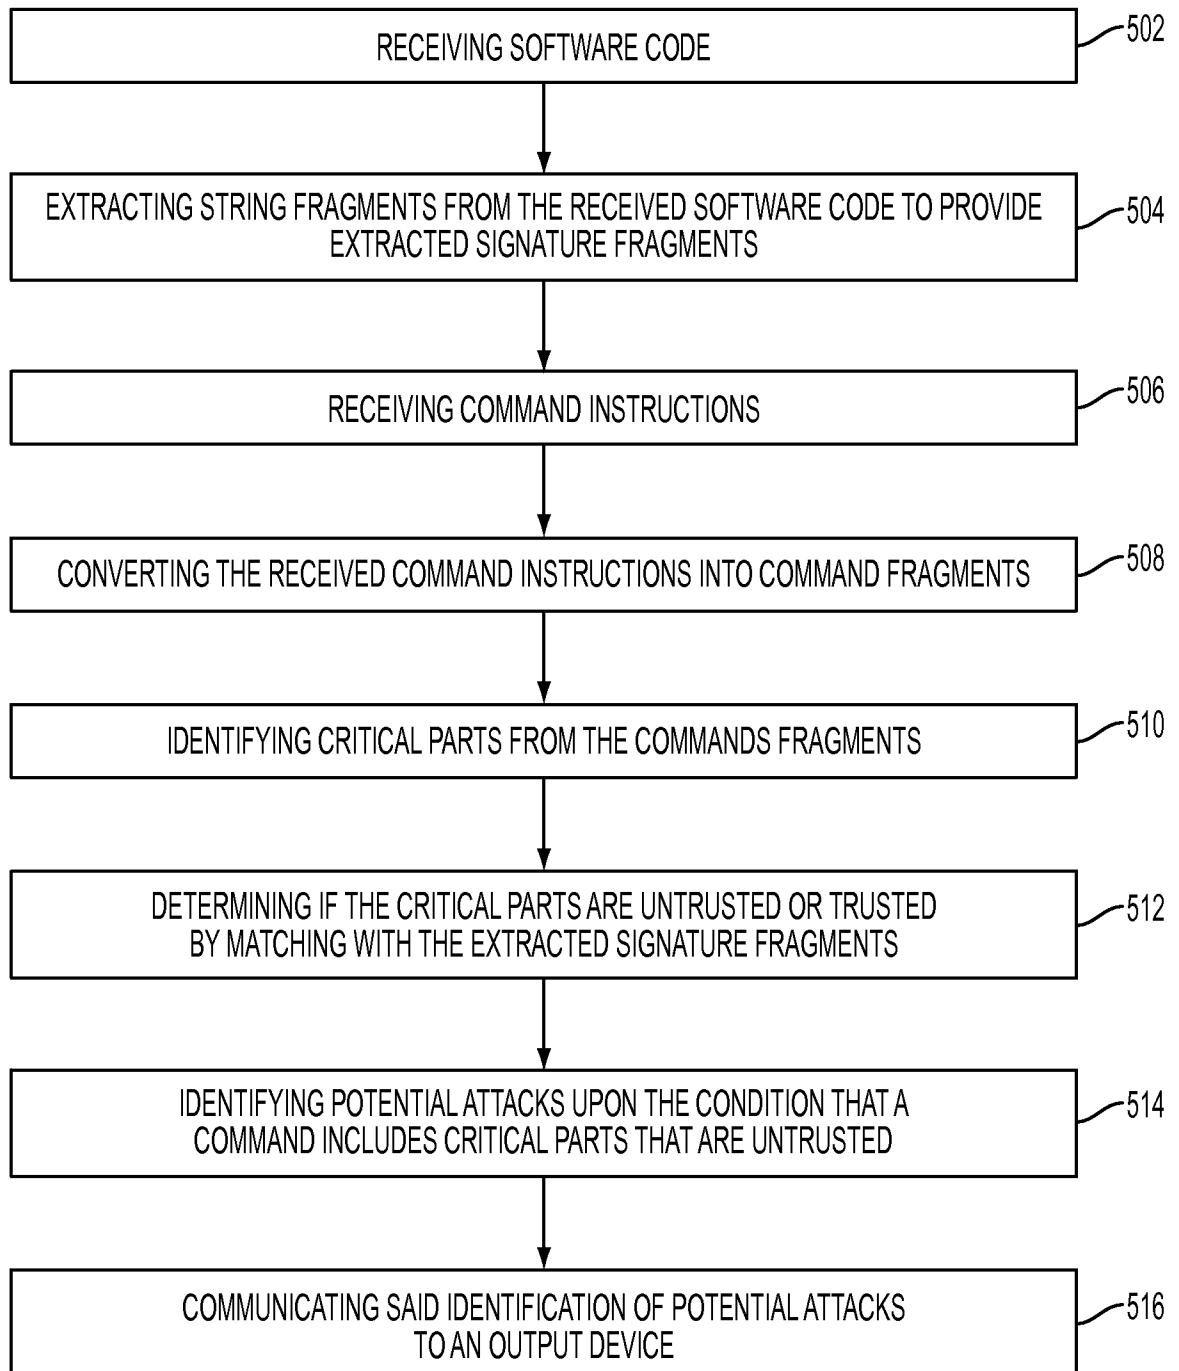 RECEIVING SOFTWARE CODE
502
EXTRACTING STRING FRAGMENTS FROM THE RECEIVED SOFTWARE CODE TO PROVIDE
EXTRACTED SIGNATURE FRAGMENTS
504
RECEIVING COMMAND INSTRUCTIONS
506
CONVERTING THE RECEIVED COMMAND INSTRUCTIONS INTO COMMAND FRAGMENTS
508
IDENTIFYING CRITICAL PARTS FROM THE COMMANDS FRAGMENTS
510
DETERMINING IF THE CRITICAL PARTS ARE UNTRUSTED OR TRUSTED
BY MATCHING WITH THE EXTRACTED SIGNATURE FRAGMENTS
512
IDENTIFYING POTENTIAL ATTACKS UPON THE CONDITION THAT A
COMMAND INCLUDES CRITICAL PARTS THAT ARE UNTRUSTED
514
COMMUNICATING SAID IDENTIFICATION OF POTENTIAL ATTACKS
TO AN OUTPUT DEVICE
516